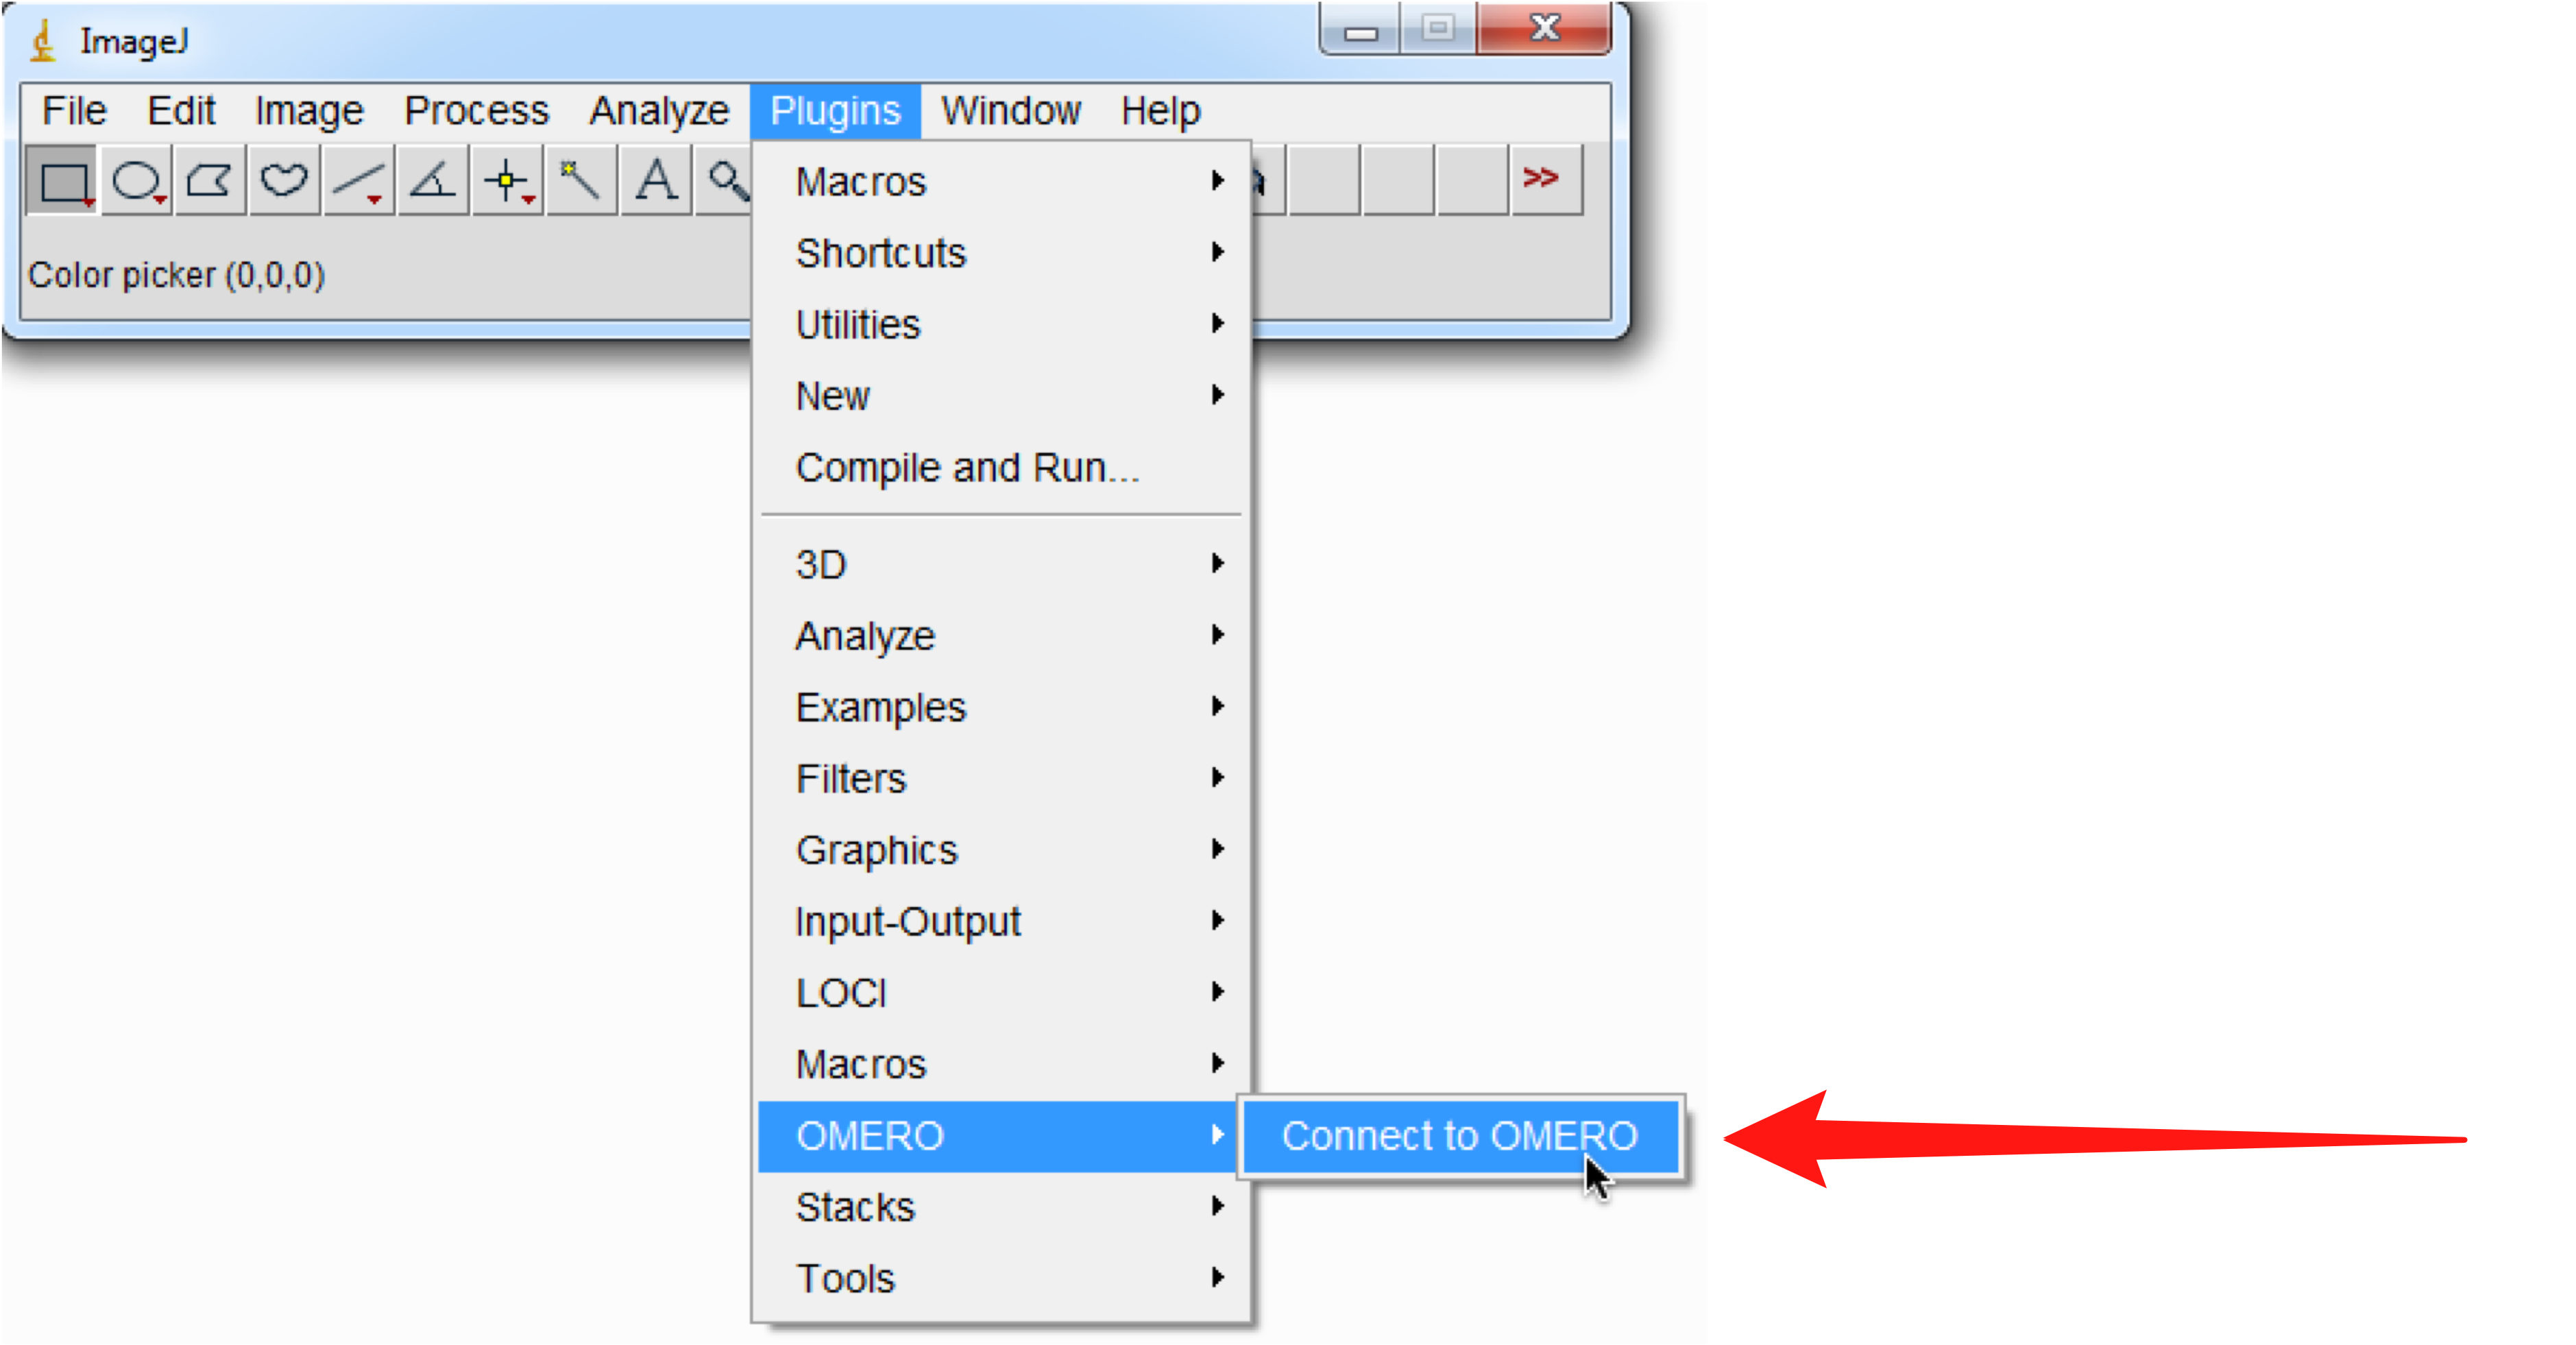 ImageJ
File Edit Image Process Analyze Plugins Window Help
A
>>
Color picker (0,0,0)
Macros
Shortcuts
Utilities
New
Compile and Run...
3D
Analyze
Examples
Filters
Graphics
Input-Output
LOCI
Macros
OMERO
Connect to OMERO
Stacks
Tools